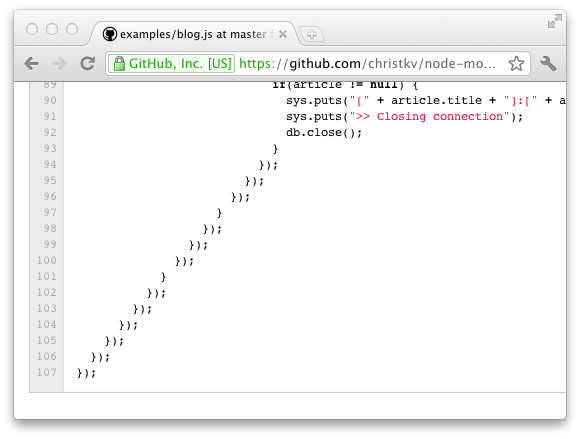 examples/blog.js at master
GitHub, Inc. [US] https://github.com/christkv/node-mo...
89 if(article != null) {
90 sys.puts("[" + article.title + "]:[" + a
91 sys.puts(">> Closing connection");
92 db.close();
93 }
94 });
95 });
96 });
97 }
98 });
99 });
100 });
101 }
102 });
103 });
104 });
105 });
106 });
107 });